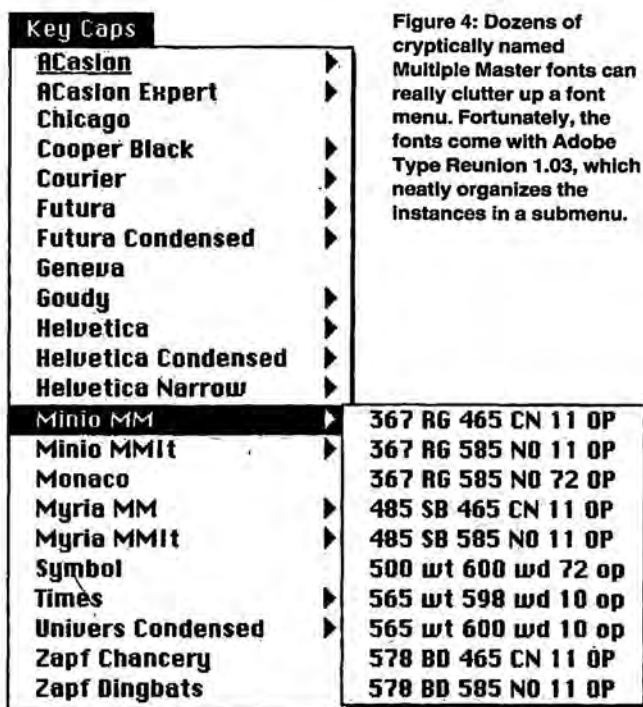 Key Caps
ACaslon
ACaslon Expert
Chicago
Cooper Black
Courier
Futura
Futura Condensed
Geneva
Goudy
Helvetica
Helvetica Condensed
Helvetica Narrow
Minio MM
Minio MMIt
Monaco
Myria MM
Myria MMIt
Symbol
Times
Univers Condensed
Zapf Chancery
Zapf Dingbats
367 RG 465 CN 11 OP
367 RG 585 NO 11 OP
367 RG 585 NO 72 OP
485 SB 465 CN 11 OP
485 SB 585 NO 11 OP
500 wt 600 wd 72 op
565 wt 598 wd 10 op
565 wt 600 wd 10 op
578 BD 465 CN 11 OP
578 BD 585 NO 11 OP
Figure 4: Dozens of
cryptically named
Multiple Master fonts can
really clutter up a font
menu. Fortunately, the
fonts come with Adobe
Type Reunion 1.03, which
neatly organizes the
instances in a submenu.